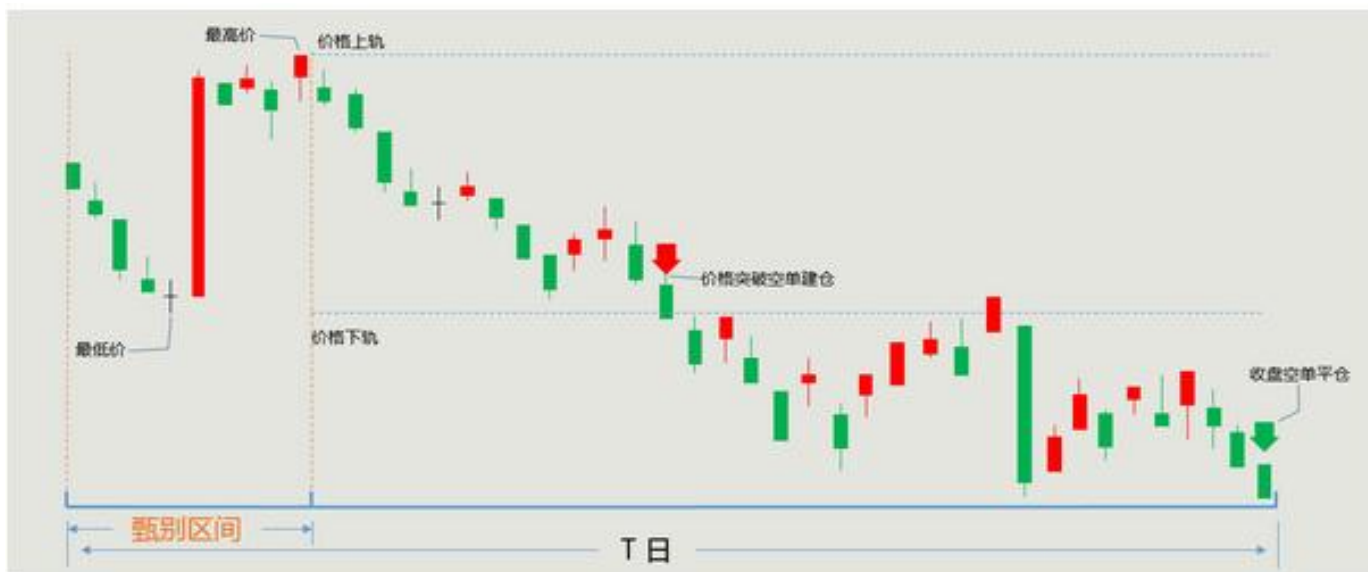 最高价
价格上轨
价格突破空单建仓
价格下轨
最低价
收盘空单平仓
甄别区间
T日